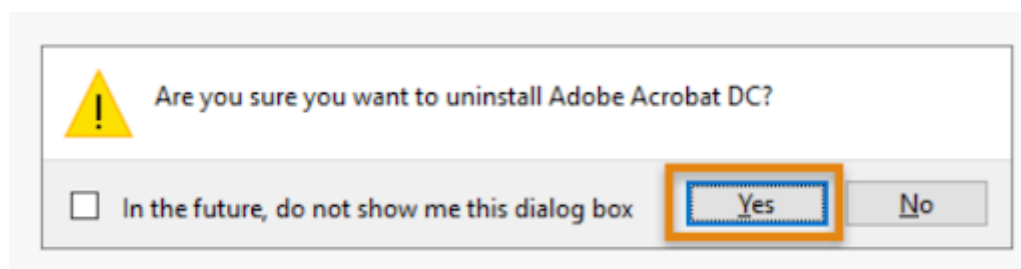 Are you sure you want to uninstall Adobe Acrobat DC?
In the future, do not show me this dialog box Yes No